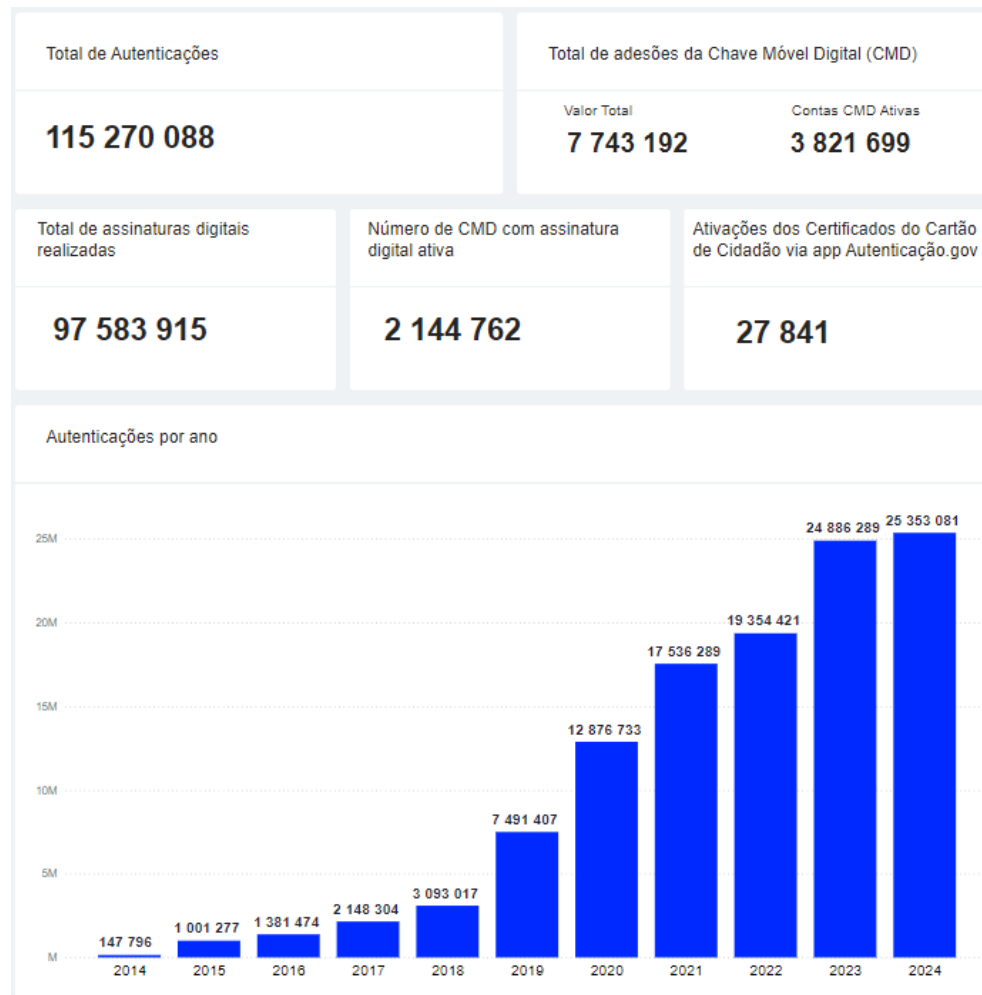 Total de Autenticações
115 270 088
Total de adesões da Chave Móvel Digital (CMD)
Valor Total
Contas CMD Ativas
7 743 192
3 821 699
Total de assinaturas digitais
realizadas
97 583 915
Número de CMD com assinatura
digital ativa
2 144 762
Ativações dos Certificados do Cartão
de Cidadão via app Autenticação.gov
27 841
Autenticações por ano
25M
20M
15M
10M
5M
M
147 796
1 001 277
1 381 474
2 148 304
3 093 017
7 491 407
12 876 733
17 536 289
19 354 421
24 886 289
25 353 081
2014
2015
2016
2017
2018
2019
2020
2021
2022
2023
2024